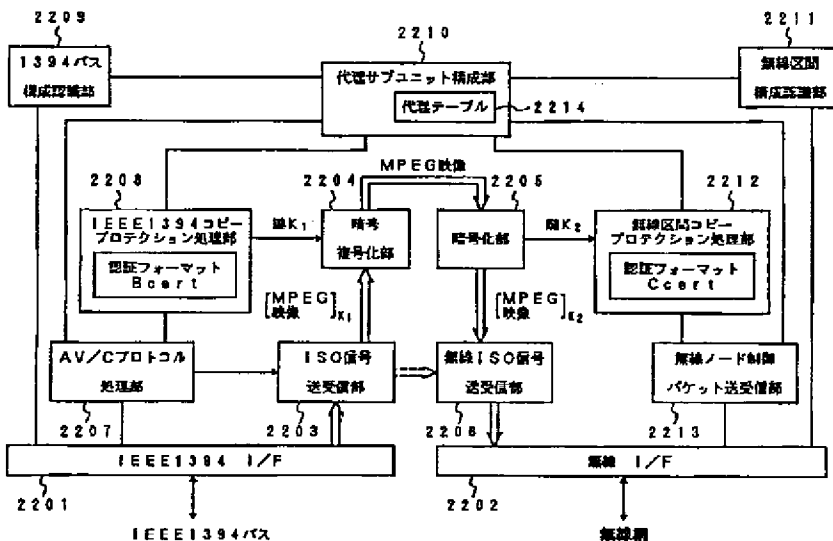 2209
2210
2211
1394バス
構成認識部
代理サブユニット構成部
代理テーブル
2214
無線区間
構成認識部
MPEG映像
2208
2204
2205
2212
IEEE1394コピー
プロテクション処理部
認証フォーマット
Bcert
鍵K1
暗号
復号化部
暗号化部
鍵K2
無線区間コピー
プロテクション処理部
認証フォーマット
Ccert
[MPEG
映像]K1
[MPEG
映像]K2
AV/Cプロトコル
処理部
ISO信号
送受信部
無線ISO信号
送受信部
無線ノード制御
パケット送受信部
2207
2203
2206
2213
IEEE1394 I/F
無線 I/F
2201
2202
IEEE1394バス
無線網